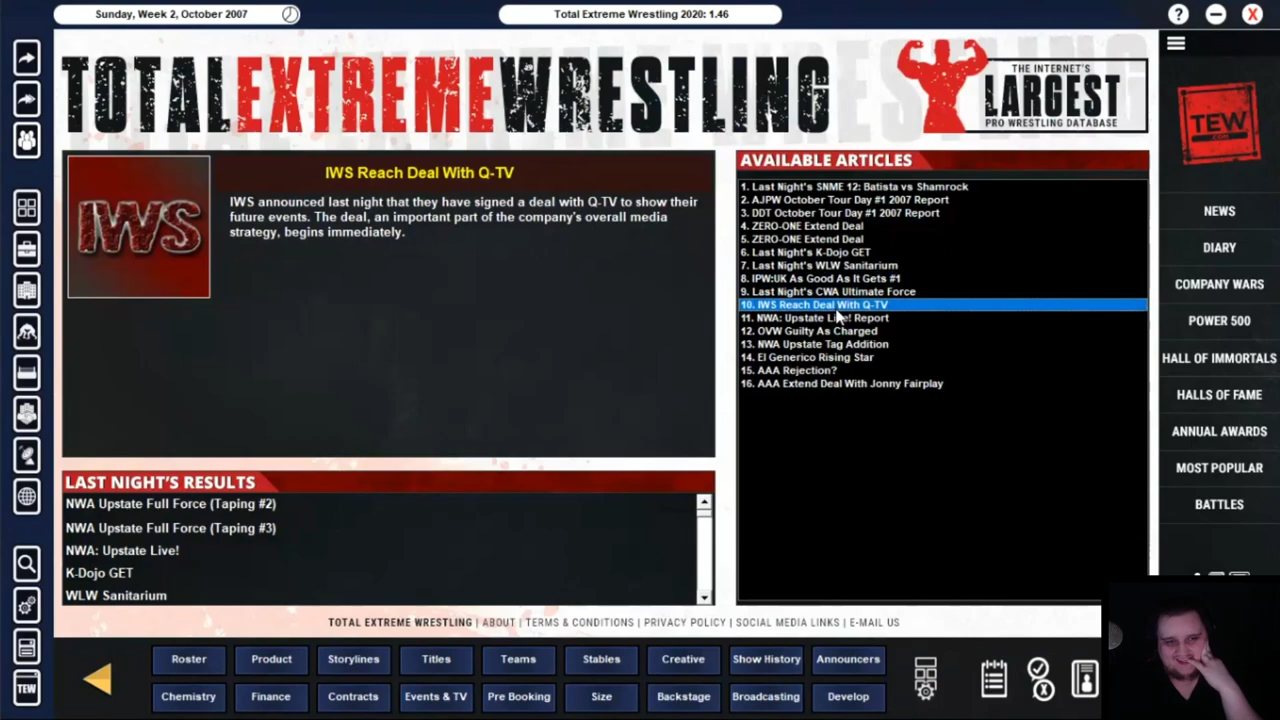 Sunday, Week 2, October 2007
Total Extreme Wrestling 2020: 1.46
TOTALEXTREMEWRESTLING
THE INTERNET'S
LARGEST
PRO WRESTLING DATABASE
TEW
.COM
NEWS
DIARY
COMPANY WARS
POWER 500
HALL OF IMMORTALS
HALLS OF FAME
ANNUAL AWARDS
MOST POPULAR
BATTLES
IWS
IWS Reach Deal With Q-TV
IWS announced last night that they have signed a deal with Q-TV to show their
future events. The deal, an important part of the company's overall media
strategy, begins immediately.
AVAILABLE ARTICLES
1. Last Night's SNME 12: Batista vs Shamrock
2. AJPW October Tour Day #1 2007 Report
3. DDT October Tour Day #1 2007 Report
4. ZERO-ONE Extend Deal
5. ZERO-ONE Extend Deal
6. Last Night's K-Dojo GET
7. Last Night's WLW Sanitarium
8. IPW:UK As Good As It Gets #1
9. Last Night's CWA Ultimate Force
10. IWS Reach Deal With Q-TV
11. NWA: Upstate Live! Report
12. OVW Guilty As Charged
13. NWA Upstate Tag Addition
14. El Generico Rising Star
15. AAA Rejection?
16. AAA Extend Deal With Jonny Fairplay
LAST NIGHT'S RESULTS
NWA Upstate Full Force (Taping #2)
NWA Upstate Full Force (Taping #3)
NWA: Upstate Live!
K-Dojo GET
WLW Sanitarium
TOTAL EXTREME WRESTLING | ABOUT | TERMS & CONDITIONS | PRIVACY POLICY | SOCIAL MEDIA LINKS | E-MAIL US
Roster
Product
Storylines
Titles
Teams
Stables
Creative
Show History
Announcers
Chemistry
Finance
Contracts
Events & TV
Pre Booking
Size
Backstage
Broadcasting
Develop
TEW